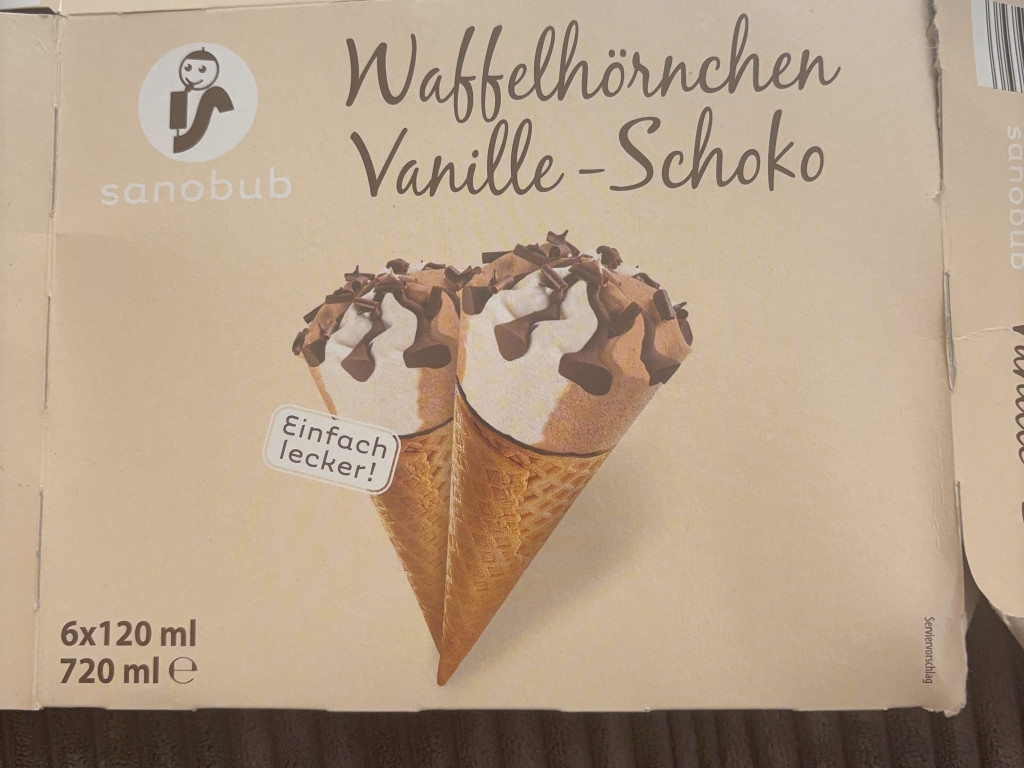 Waffelhörnchen
Vanille - Schoko
sanobub
Einfach
lecker!
6x120 ml
720 ml ℮
Serviervorschlag
sanobub